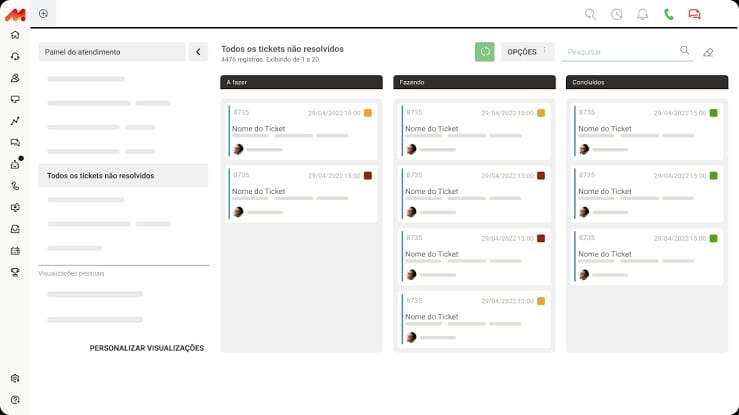 Painel do atendimento
Todos os tickets não resolvidos
Visualizações pessoais
PERSONALIZAR VISUALIZAÇÕES
Todos os tickets não resolvidos
4476 registros. Exibindo de 1 a 20
OPÇÕES
Pesquisar
A fazer
8735 29/04/2022 15:00
Nome do Ticket
8735 29/04/2022 15:00
Nome do Ticket
Fazendo
8735 29/04/2022 15:00
Nome do Ticket
8735 29/04/2022 15:00
Nome do Ticket
8735 29/04/2022 15:00
Nome do Ticket
8735 29/04/2022 15:00
Nome do Ticket
Concluídos
8735 29/04/2022 15:00
Nome do Ticket
8735 29/04/2022 15:00
Nome do Ticket
8735 29/04/2022 15:00
Nome do Ticket